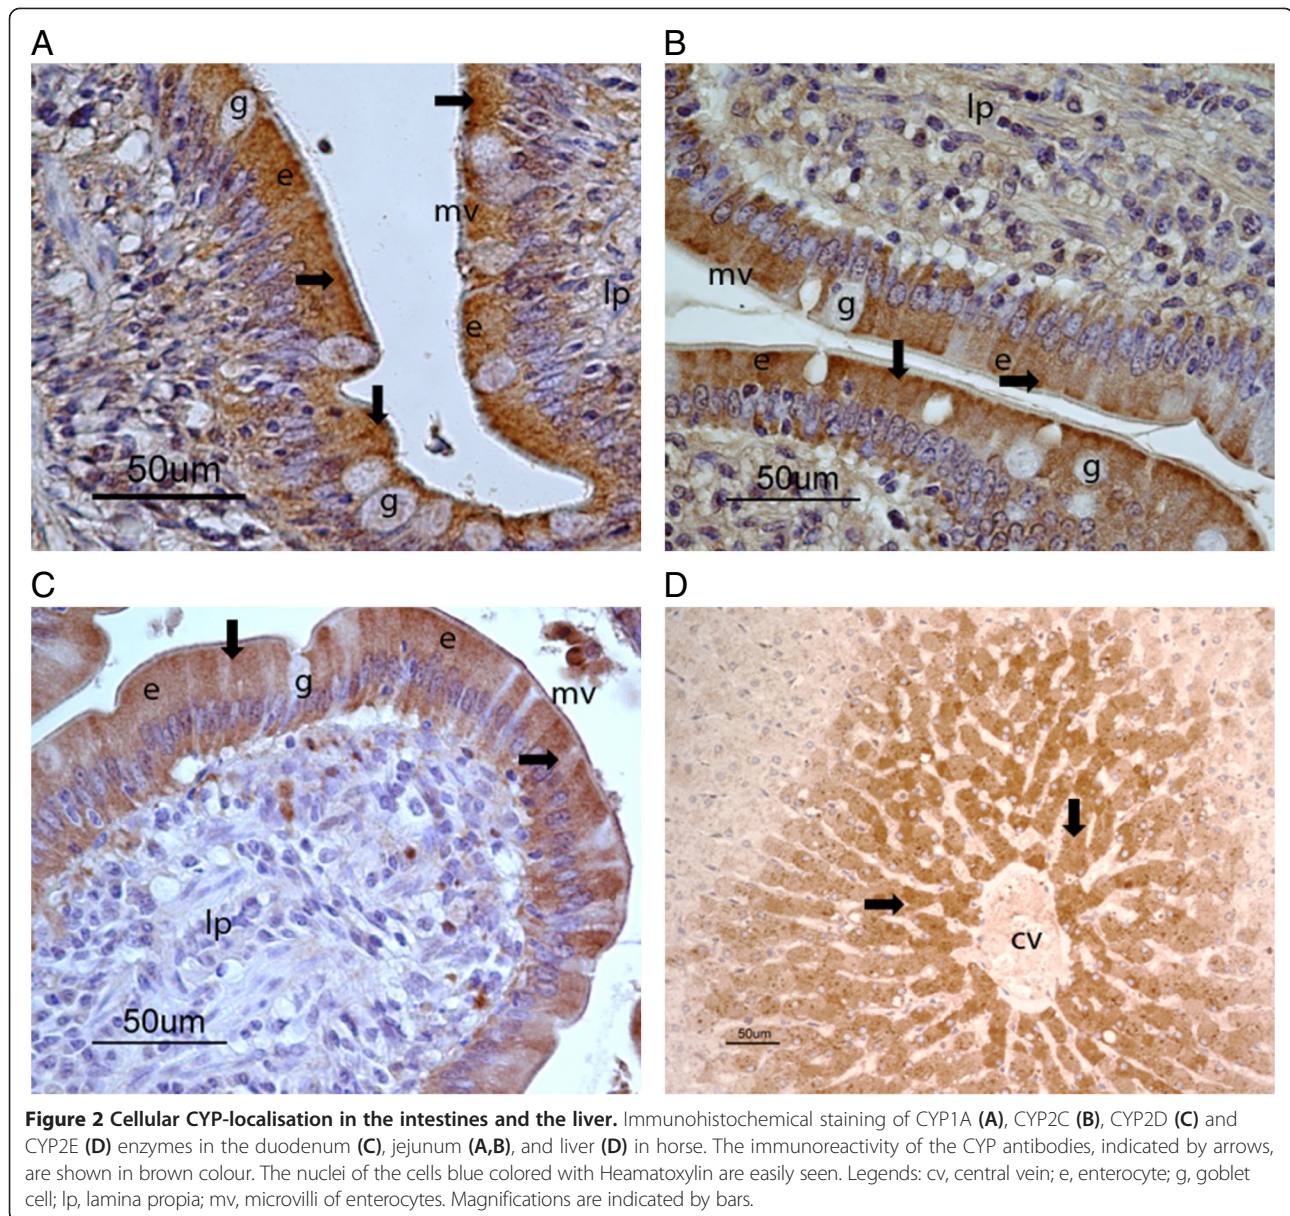 A
B
g
e
mv
lp
e
g
50um
lp
mv
g
e
e
g
50um
C
D
e
e
g
mv
lp
50um
cv
50um
Figure 2 Cellular CYP-localisation in the intestines and the liver. Immunohistochemical staining of CYP1A (A), CYP2C (B), CYP2D (C) and
CYP2E (D) enzymes in the duodenum (C), jejunum (A,B), and liver (D) in horse. The immunoreactivity of the CYP antibodies, indicated by arrows,
are shown in brown colour. The nuclei of the cells blue colored with Heamatoxylin are easily seen. Legends: cv, central vein; e, enterocyte; g, goblet
cell; lp, lamina propia; mv, microvilli of enterocytes. Magnifications are indicated by bars.